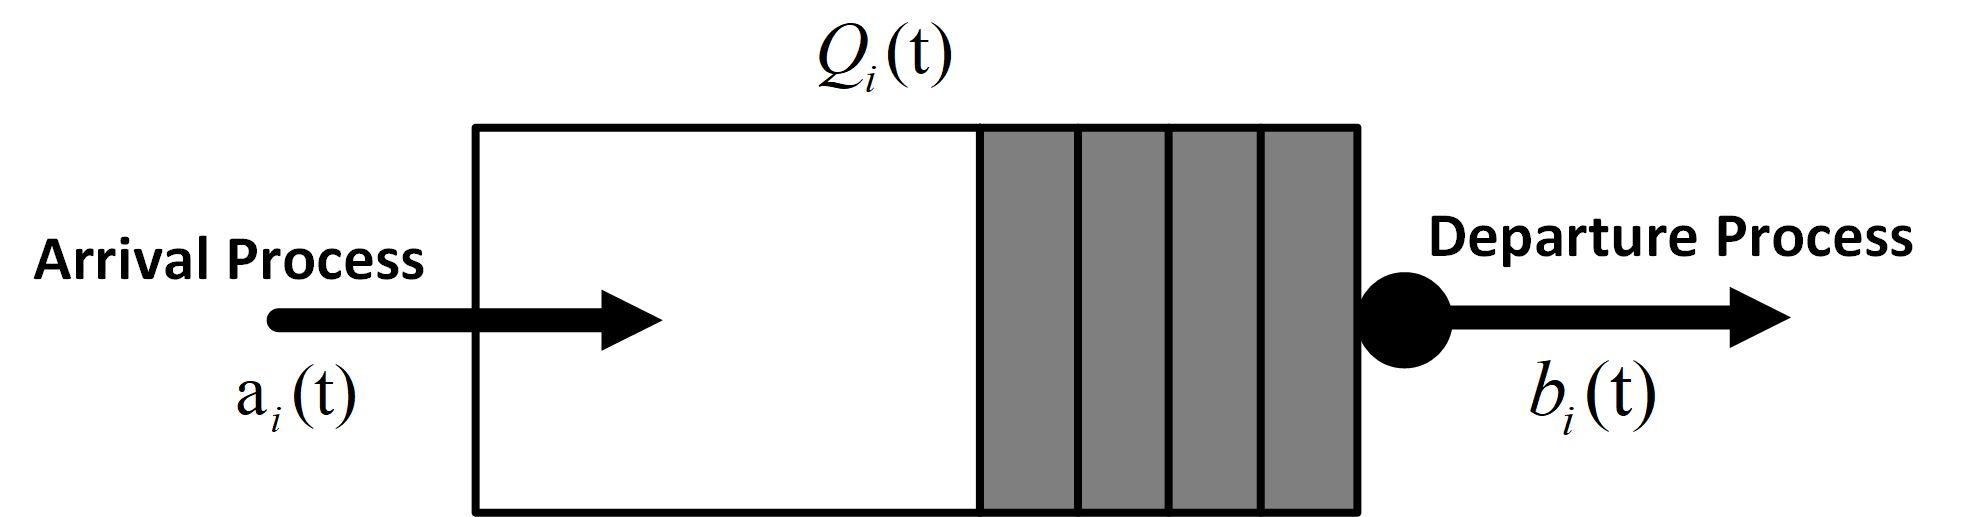 Q_i(t)
Arrival Process
a_i(t)
Departure Process
b_i(t)